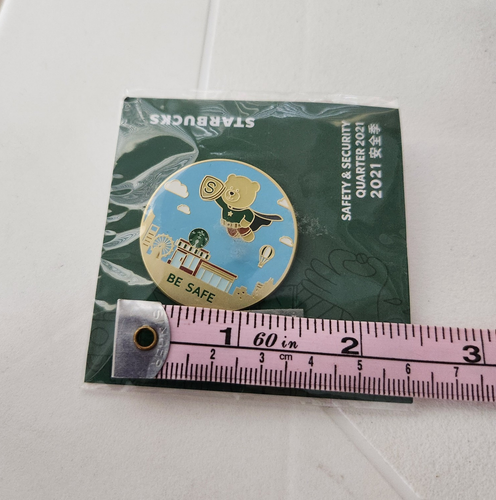 STARBUCKS
SAFETY & SECURITY
QUARTER 2021
2021 安全季
S
BE SAFE
1 60 in 2 3
2 3 cm 4 5 6 7